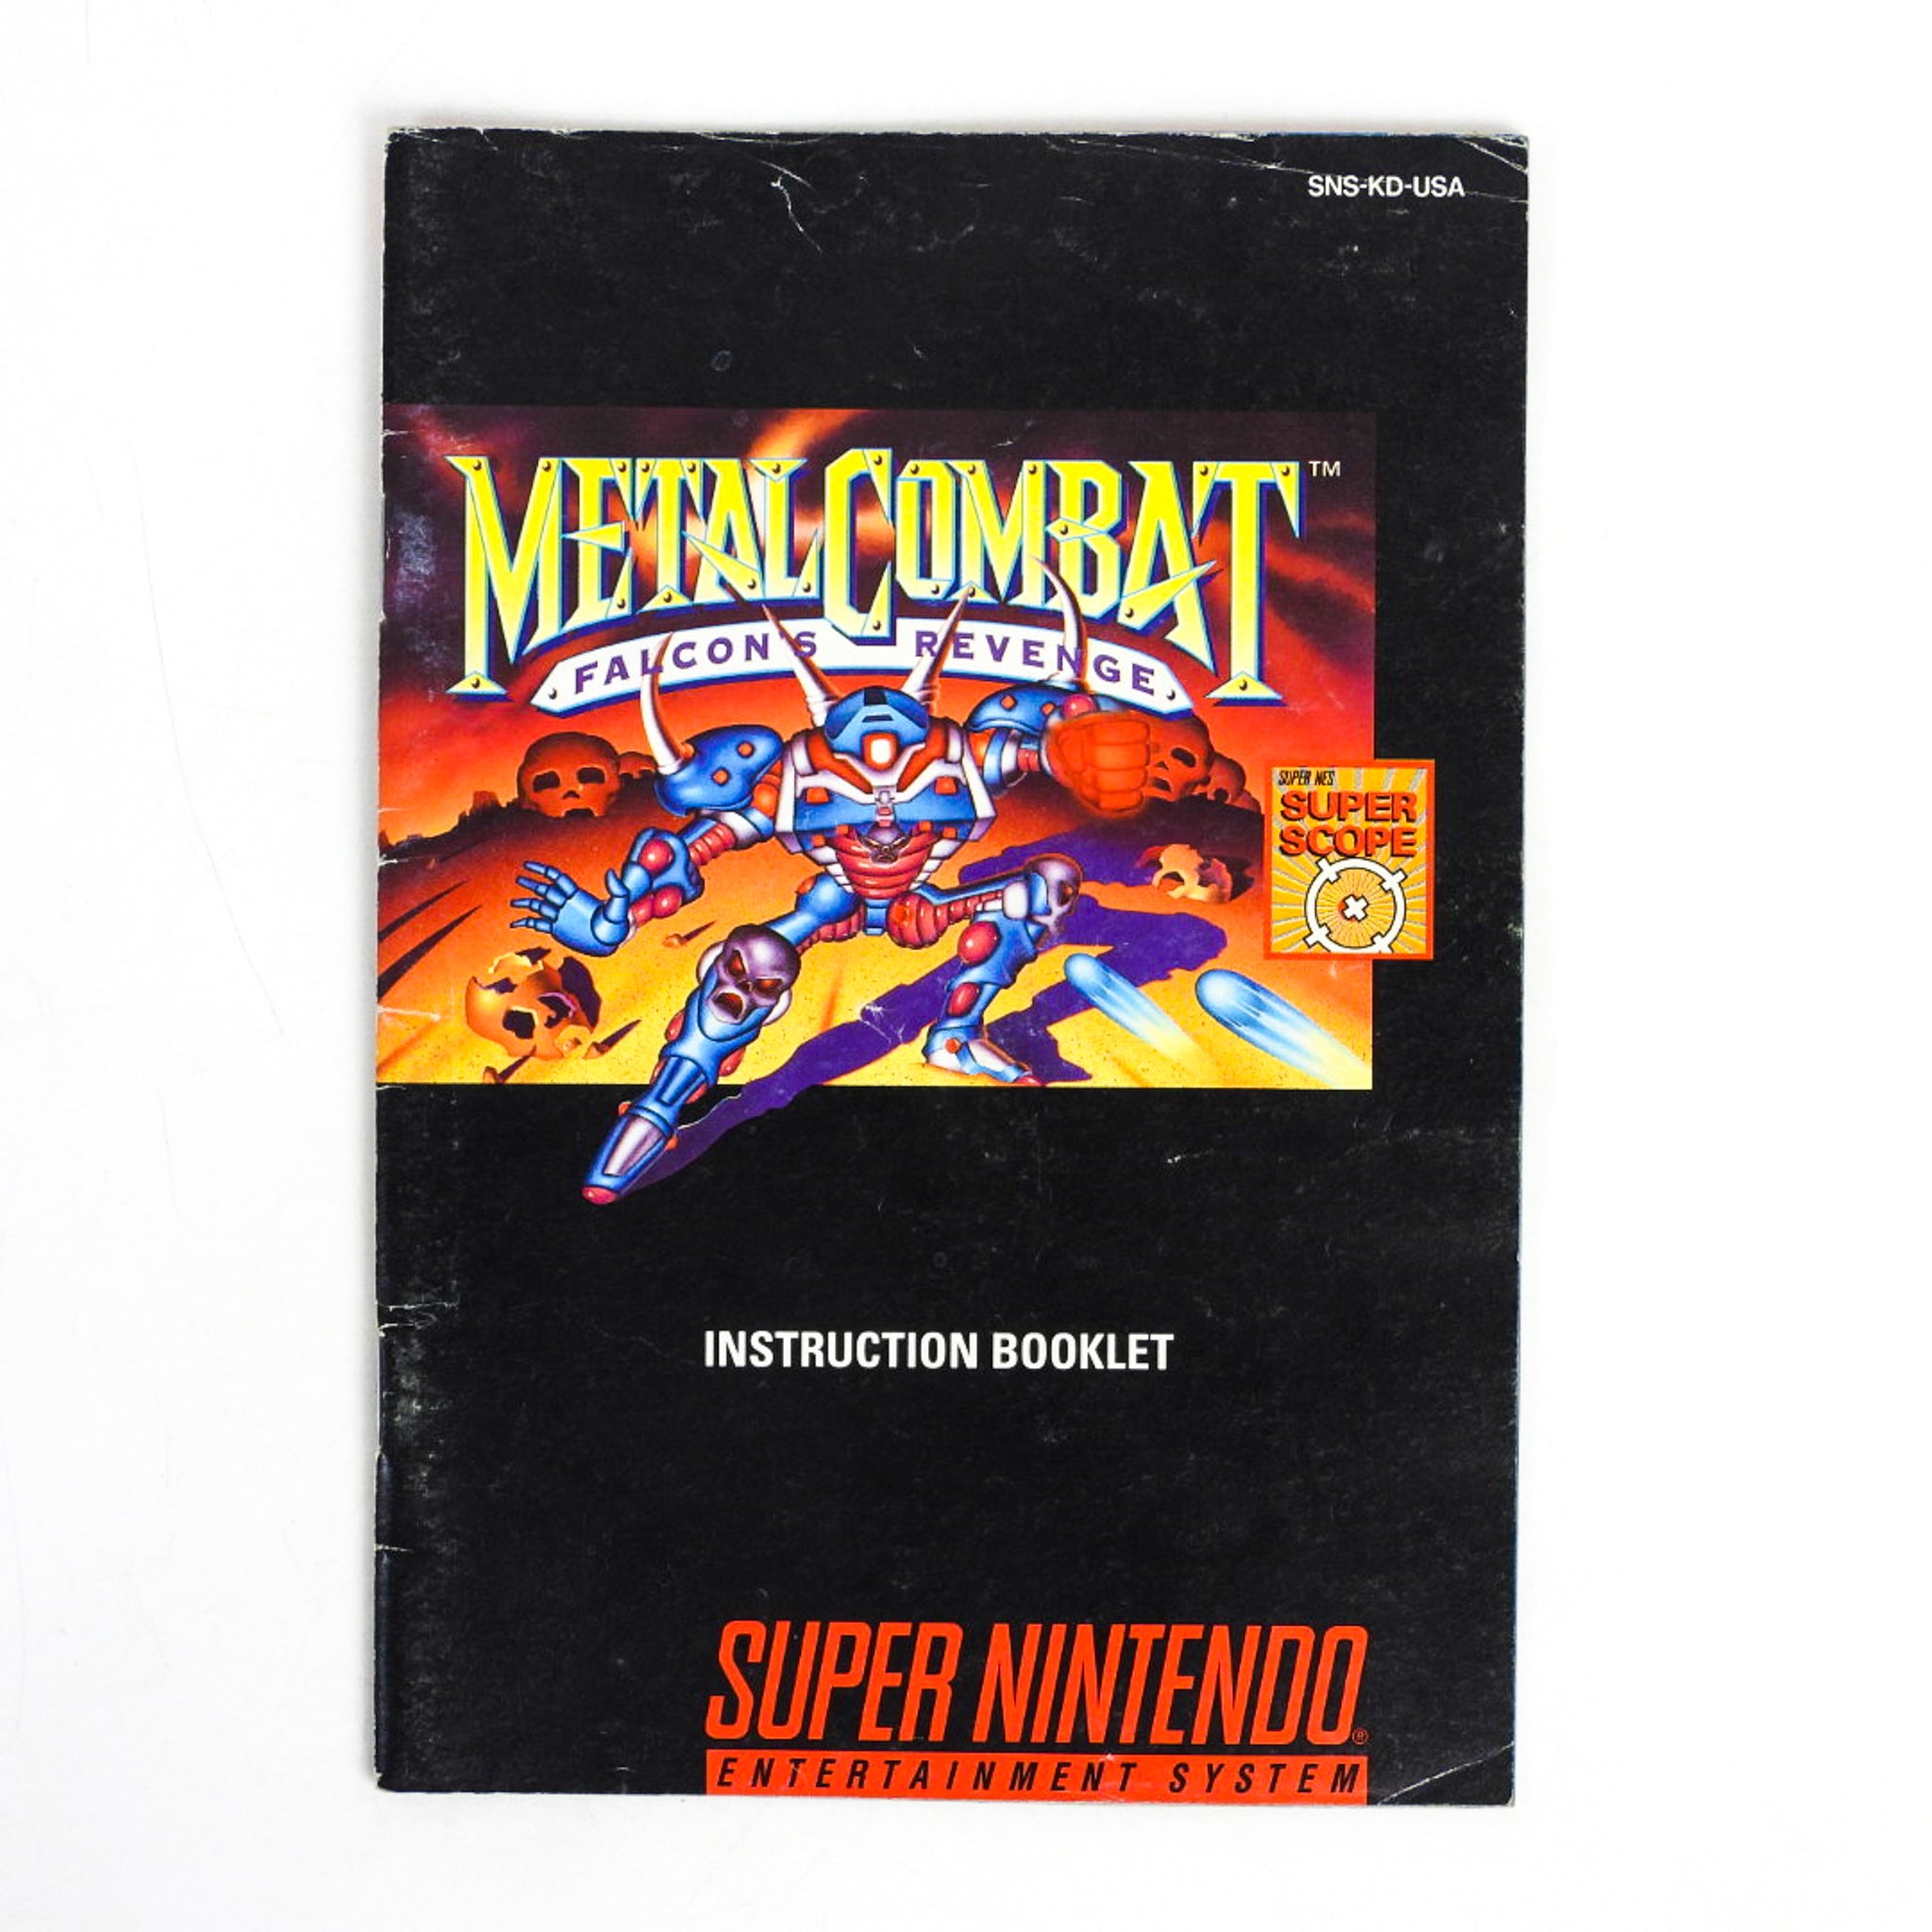 SNS-KD-USA
METAL COMBAT™
FALCON'S REVENGE
SUPER NES
SUPER
SCOPE
INSTRUCTION BOOKLET
SUPER NINTENDO®
ENTERTAINMENT SYSTEM